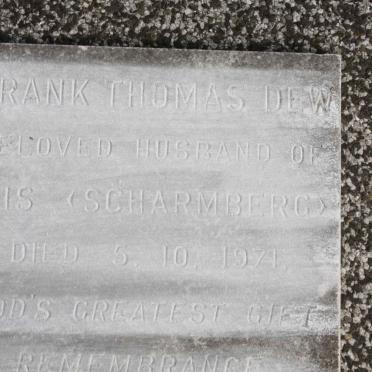 RANK THOMAS DEW
ELOVED HUSBAND OF
IS <SCHARMBERG>
DIED 5. 10. 1971.
OD'S GREATEST GIFT
REMEMBRANCE